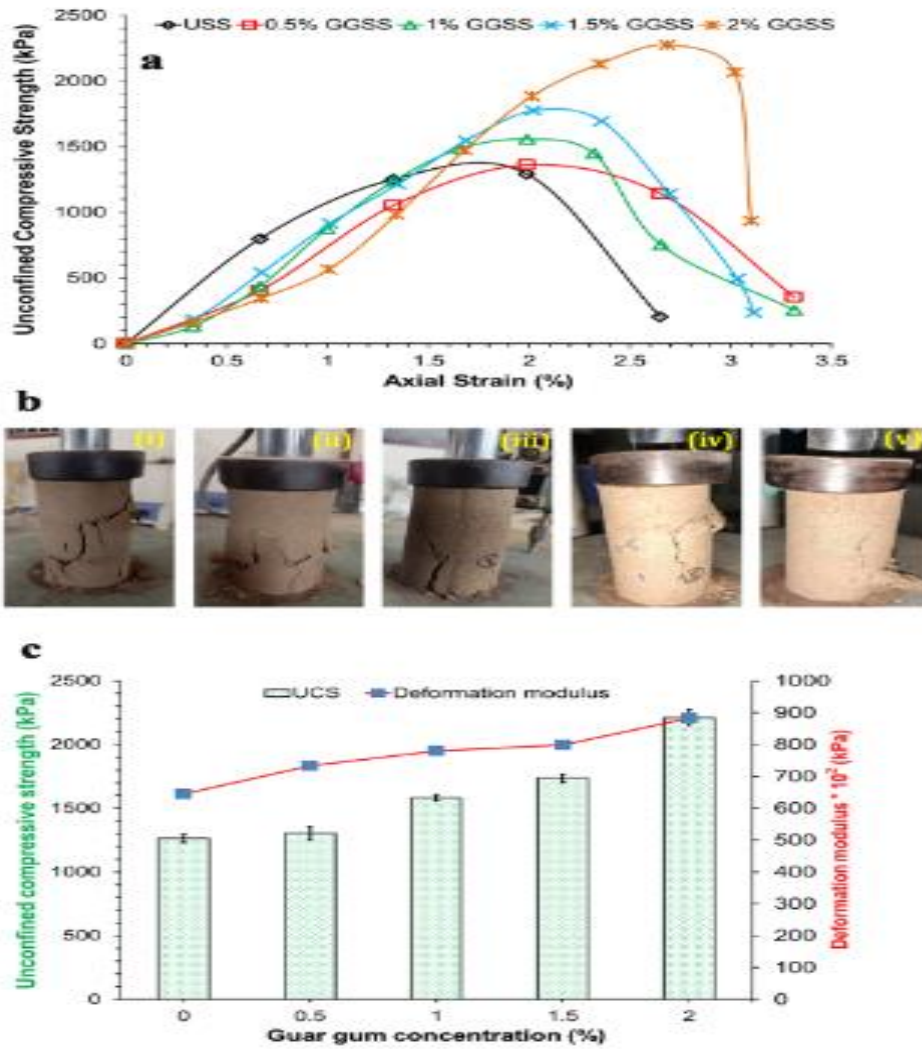 USS 0.5% GGSS 1% GGSS 1.5% GGSS 2% GGSS
a
Unconfined Compressive Strength (kPa)
2500
2000
1500
1000
500
0
0 0.5 1 1.5 2 2.5 3 3.5
Axial Strain (%)
b
(i) (ii) (iii) (iv) (v)
c
UCS Deformation modulus
Unconfined compressive strength (kPa)
2500
2000
1500
1000
500
0
Deformation modulus * 10² (kPa)
1000
900
800
700
600
500
400
300
200
100
0
0 0.5 1 1.5 2
Guar gum concentration (%)